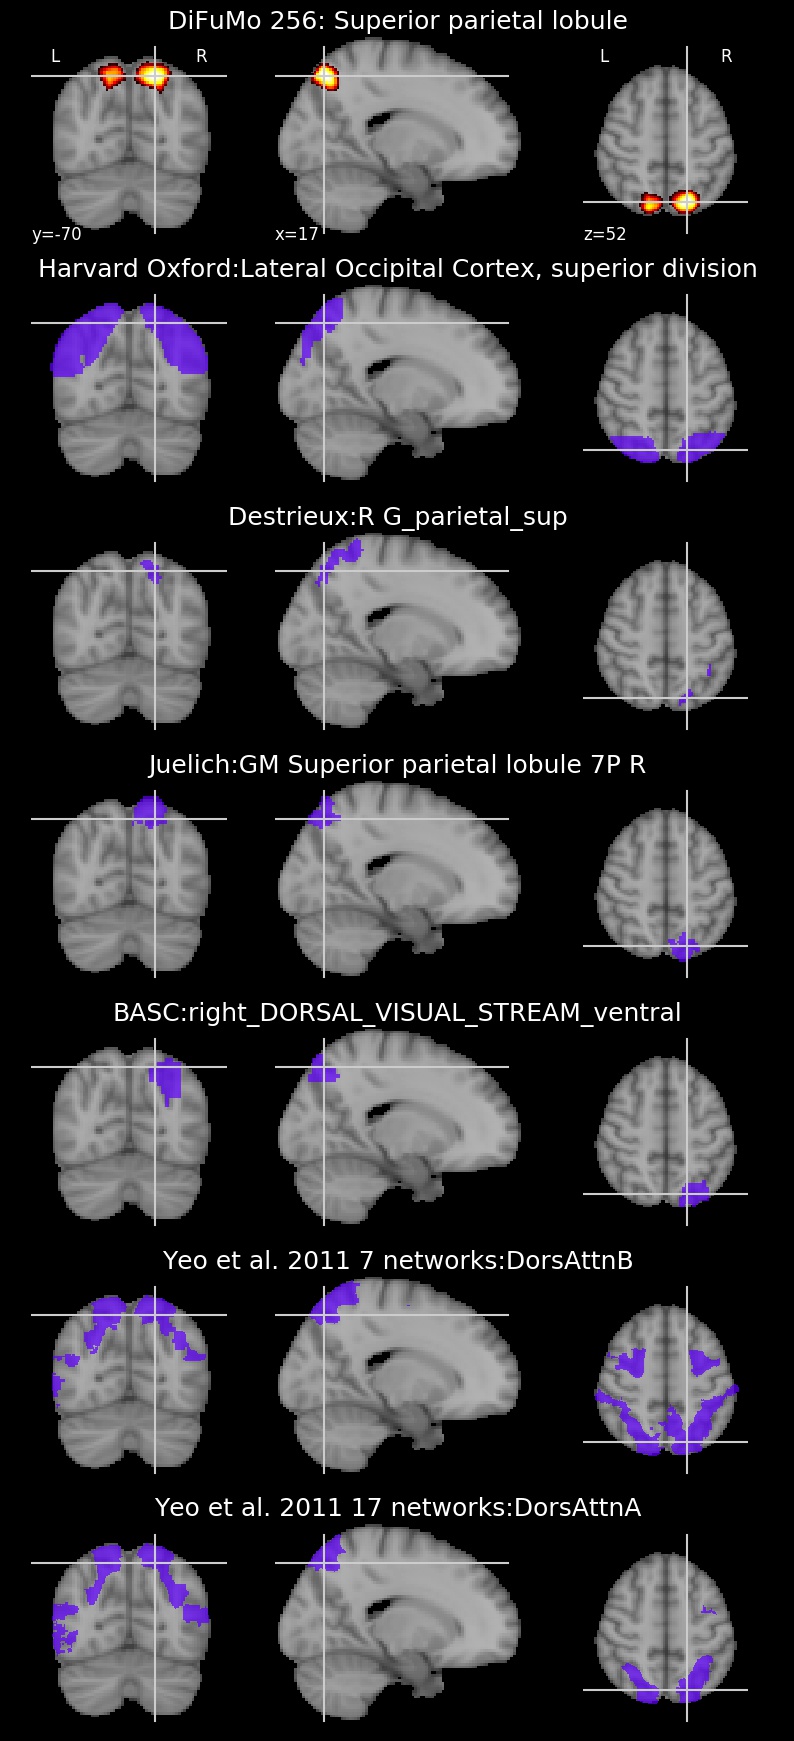 DiFuMo 256: Superior parietal lobule
L R L R
y=-70 x=17 z=52
Harvard Oxford:Lateral Occipital Cortex, superior division
Destrieux:R G_parietal_sup
Juelich:GM Superior parietal lobule 7P R
BASC:right_DORSAL_VISUAL_STREAM_ventral
Yeo et al. 2011 7 networks:DorsAttnB
Yeo et al. 2011 17 networks:DorsAttnA